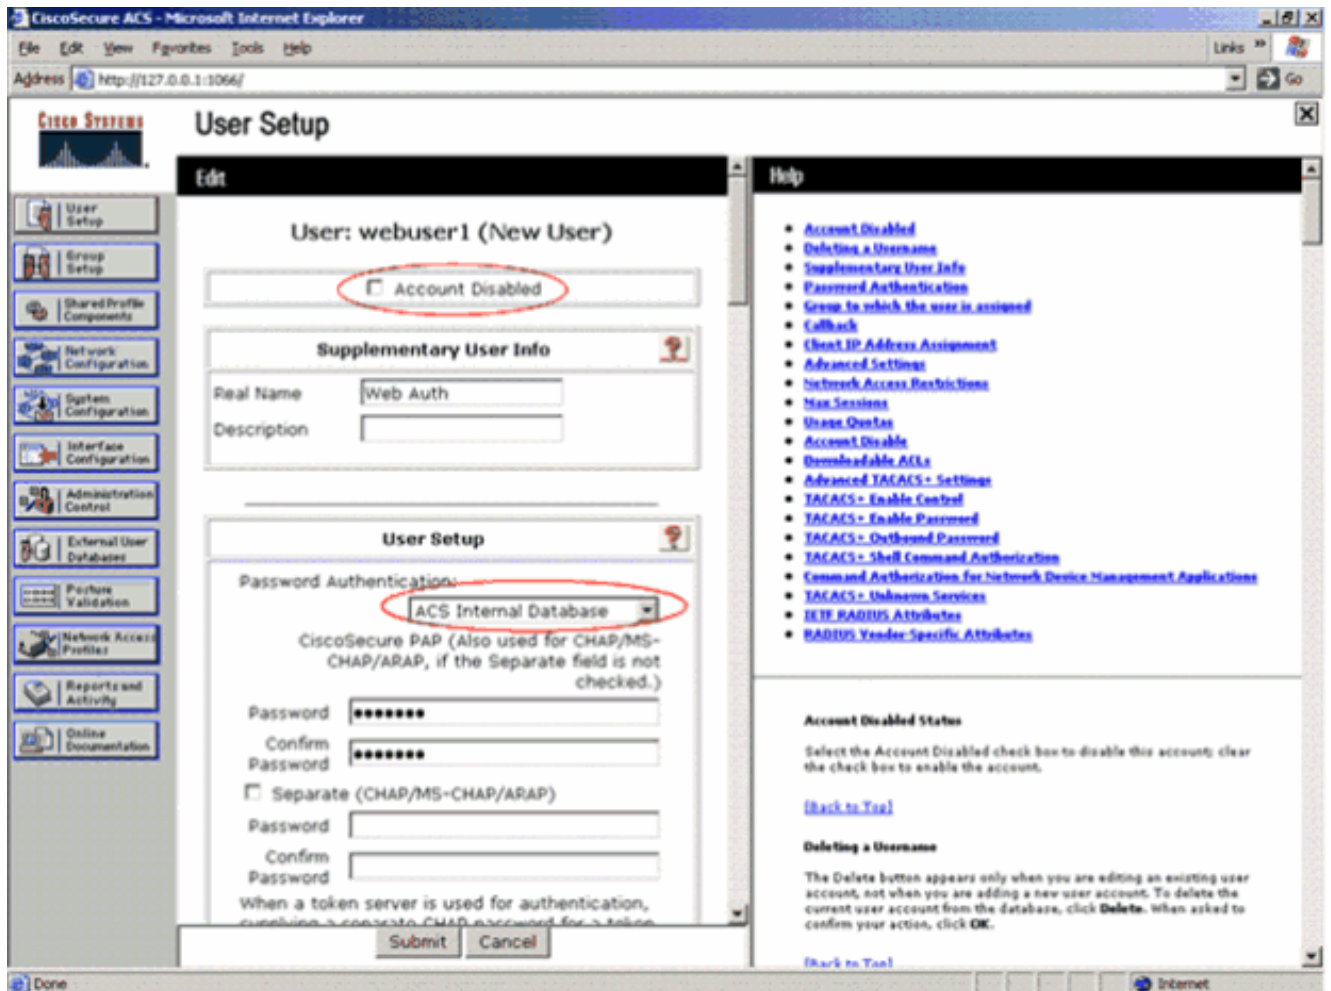 CiscoSecure ACS - Microsoft Internet Explorer
File Edit View Favorites Tools Help
Links »
Address http://127.0.0.1:1066/
Go
CISCO SYSTEMS
User Setup
Edit
Help
User Setup
Group Setup
Shared Profile Components
Network Configuration
System Configuration
Interface Configuration
Administration Control
External User Databases
Posture Validation
Network Access Profiles
Reports and Activity
Online Documentation
User: webuser1 (New User)
Account Disabled
Supplementary User Info
?
Real Name
Web Auth
Description
User Setup
?
Password Authentication:
ACS Internal Database
CiscoSecure PAP (Also used for CHAP/MS-
CHAP/ARAP, if the Separate field is not
checked.)
Password
•••••••
Confirm
Password
•••••••
Separate (CHAP/MS-CHAP/ARAP)
Password
Confirm
Password
When a token server is used for authentication,
supplying a separate CHAP password for a token
Submit Cancel
Account Disabled
Deleting a Username
Supplementary User Info
Password Authentication
Group to which the user is assigned
Callback
Client IP Address Assignment
Advanced Settings
Network Access Restrictions
Max Sessions
Usage Quotas
Account Disable
Downloadable ACLs
Advanced TACACS+ Settings
TACACS+ Enable Control
TACACS+ Enable Password
TACACS+ Outbound Password
TACACS+ Shell Command Authorization
Command Authorization for Network Device Management Applications
TACACS+ Unknown Services
IETF RADIUS Attributes
RADIUS Vendor-Specific Attributes
Account Disabled Status
Select the Account Disabled check box to disable this account; clear
the check box to enable the account.
[Back to Top]
Deleting a Username
The Delete button appears only when you are editing an existing user
account, not when you are adding a new user account. To delete the
current user account from the database, click Delete. When asked to
confirm your action, click OK.
[Back to Top]
Done
Internet